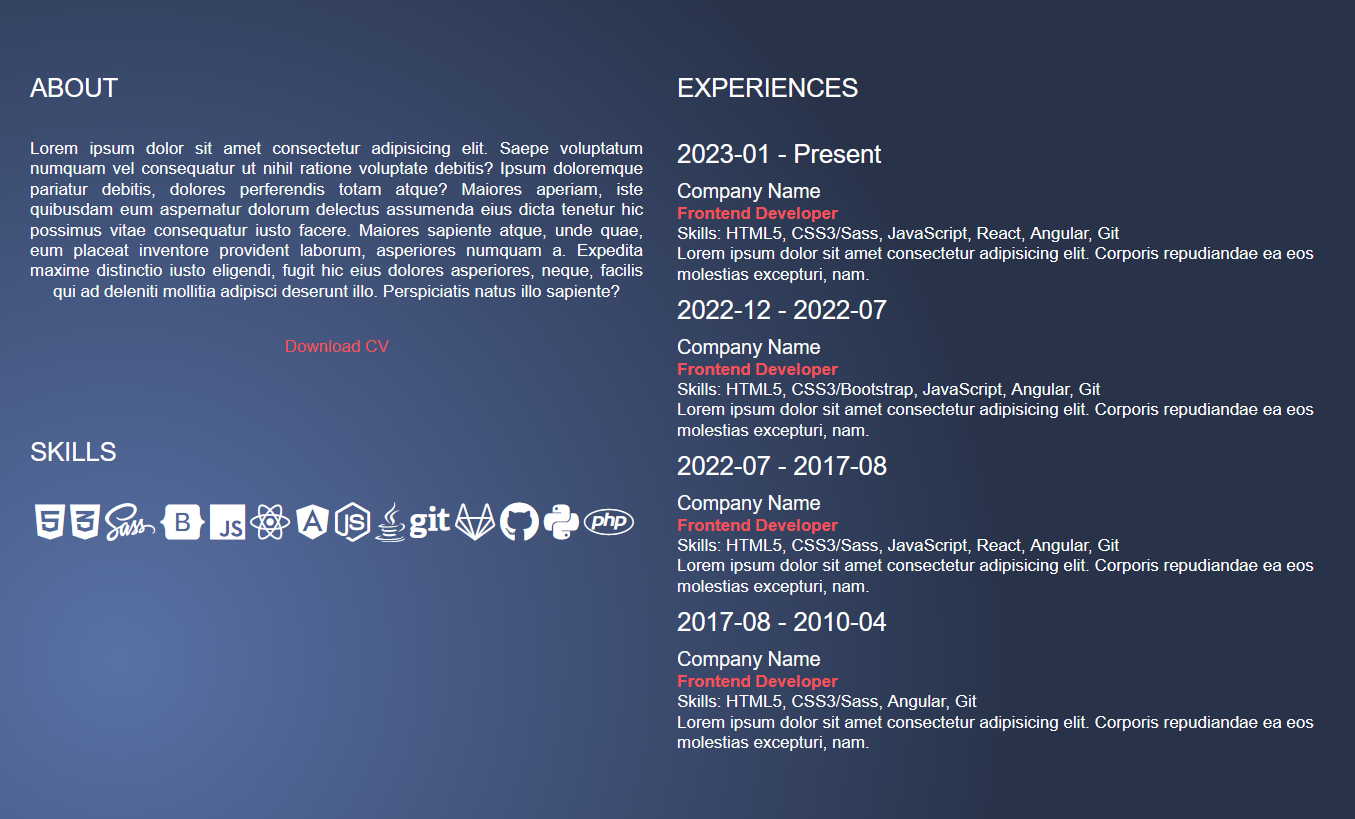 ABOUT
Lorem ipsum dolor sit amet consectetur adipisicing elit. Saepe voluptatum
numquam vel consequatur ut nihil ratione voluptate debitis? Ipsum doloremque
pariatur debitis, dolores perferendis totam atque? Maiores aperiam, iste
quibusdam eum aspernatur dolorum delectus assumenda eius dicta tenetur hic
possimus vitae consequatur iusto facere. Maiores sapiente atque, unde quae,
eum placeat inventore provident laborum, asperiores numquam a. Expedita
maxime distinctio iusto eligendi, fugit hic eius dolores asperiores, neque, facilis
qui ad deleniti mollitia adipisci deserunt illo. Perspiciatis natus illo sapiente?
Download CV
SKILLS
5 3 Sass B JS A JS git php
EXPERIENCES
2023-01 - Present
Company Name
Frontend Developer
Skills: HTML5, CSS3/Sass, JavaScript, React, Angular, Git
Lorem ipsum dolor sit amet consectetur adipisicing elit. Corporis repudiandae ea eos
molestias excepturi, nam.
2022-12 - 2022-07
Company Name
Frontend Developer
Skills: HTML5, CSS3/Bootstrap, JavaScript, Angular, Git
Lorem ipsum dolor sit amet consectetur adipisicing elit. Corporis repudiandae ea eos
molestias excepturi, nam.
2022-07 - 2017-08
Company Name
Frontend Developer
Skills: HTML5, CSS3/Sass, JavaScript, React, Angular, Git
Lorem ipsum dolor sit amet consectetur adipisicing elit. Corporis repudiandae ea eos
molestias excepturi, nam.
2017-08 - 2010-04
Company Name
Frontend Developer
Skills: HTML5, CSS3/Sass, Angular, Git
Lorem ipsum dolor sit amet consectetur adipisicing elit. Corporis repudiandae ea eos
molestias excepturi, nam.